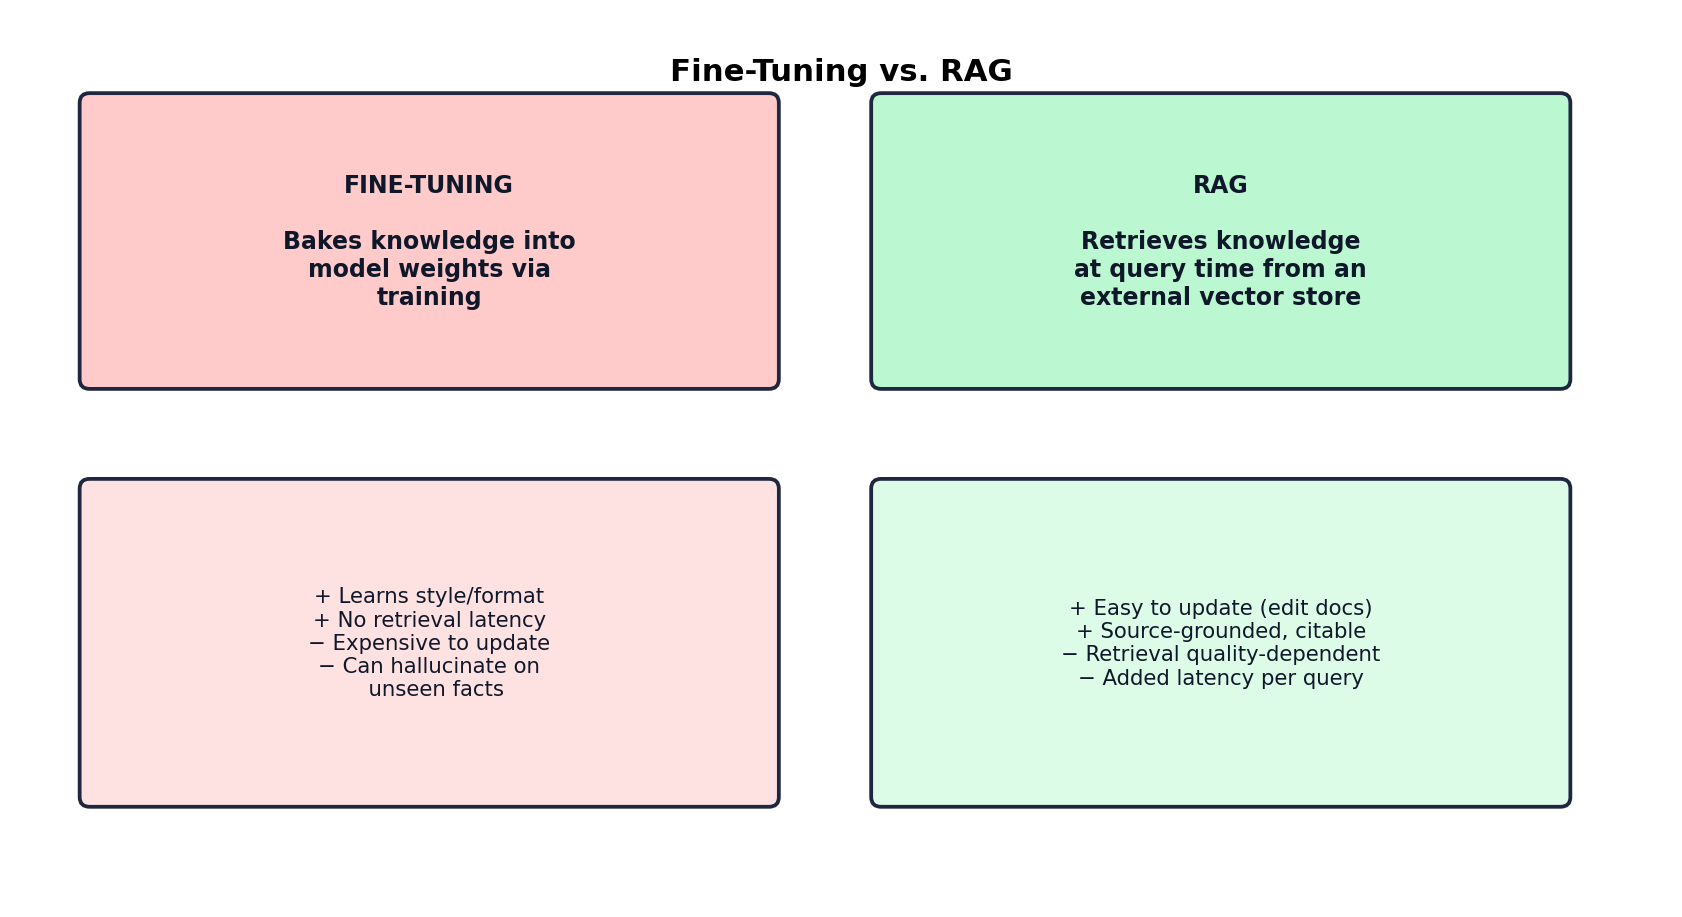 Fine-Tuning vs. RAG
FINE-TUNING
Bakes knowledge into
model weights via
training
RAG
Retrieves knowledge
at query time from an
external vector store
+ Learns style/format
+ No retrieval latency
− Expensive to update
− Can hallucinate on
unseen facts
+ Easy to update (edit docs)
+ Source-grounded, citable
− Retrieval quality-dependent
− Added latency per query